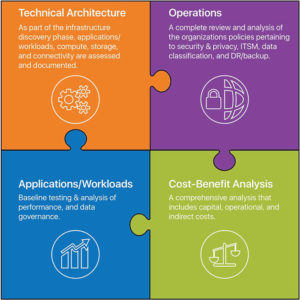 Technical Architecture
As part of the infrastructure
discovery phase, applications/
workloads, compute, storage,
and connectivity are assessed
and documented.
Operations
A complete review and analysis of
the organizations policies pertaining
to security & privacy, ITSM, data
classification, and DR/backup.
Applications/Workloads
Baseline testing & analysis of
performance, and data
governance.
Cost-Benefit Analysis
A comprehensive analysis that
includes capital, operational, and
indirect costs.